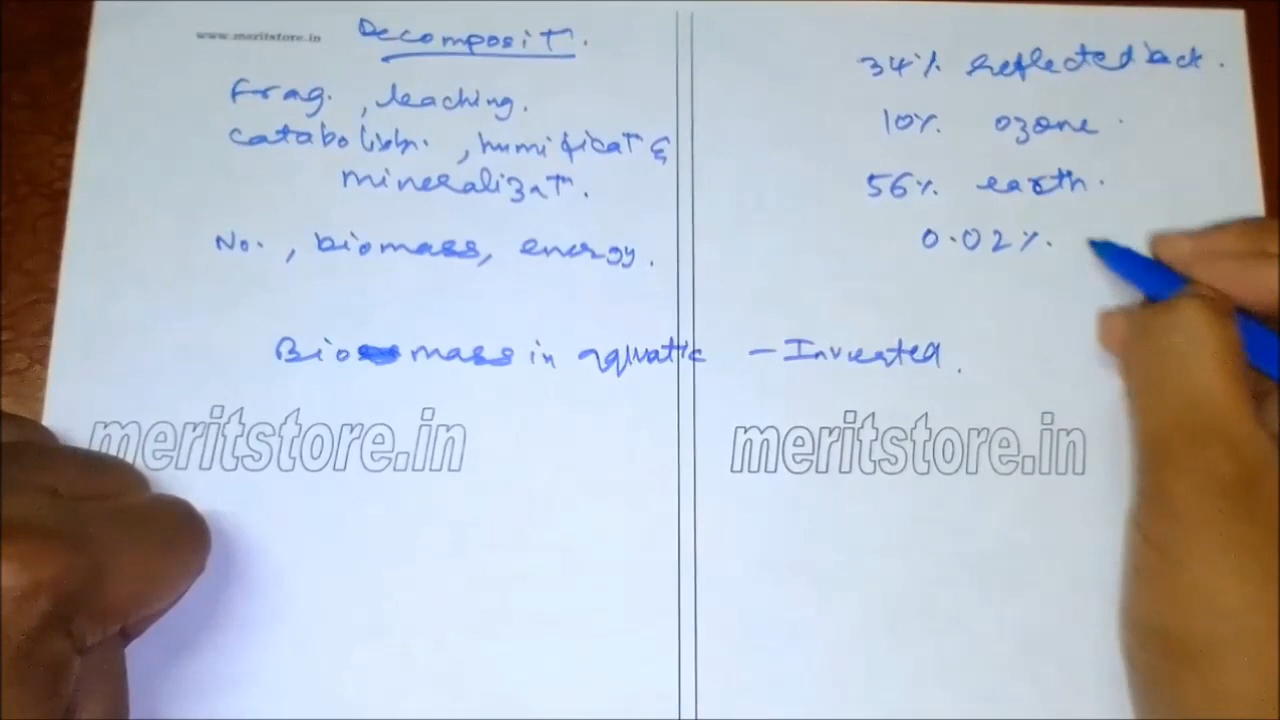 www.meritstore.in
Decomposit.
Frag. , leaching.
catabolism. , humificat &
mineralizat.
No. , biomass, energy.
34% reflected back.
10% ozone.
56% earth.
0.02%.
Biomass in aquatic - Inverted.
meritstore.in
meritstore.in